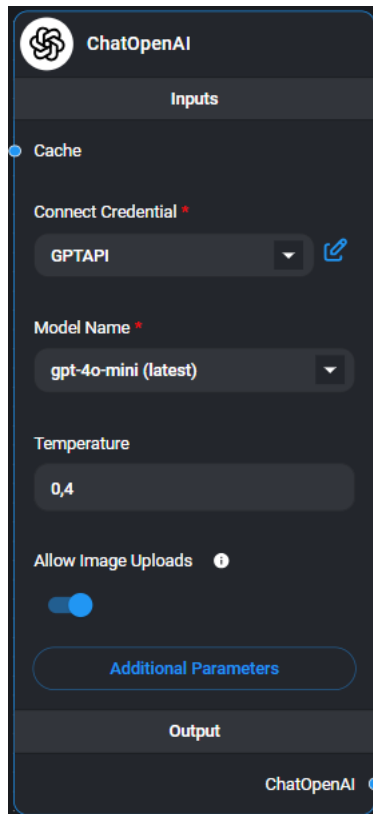 ChatOpenAI
Inputs
Cache
Connect Credential *
GPTAPI
Model Name *
gpt-4o-mini (latest)
Temperature
0,4
Allow Image Uploads
Additional Parameters
Output
ChatOpenAI